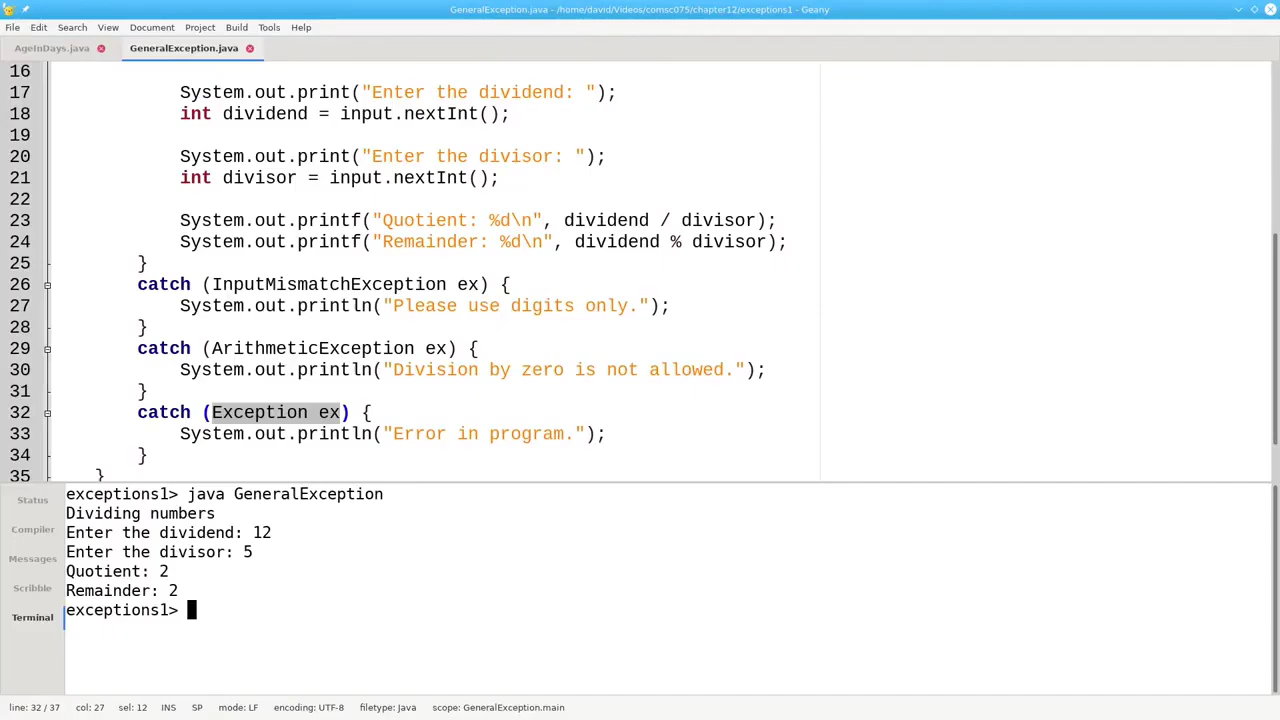 GeneralException.java - /home/david/Videos/comsc075/chapter12/exceptions1 - Geany
File Edit Search View Document Project Build Tools Help
AgeInDays.java GeneralException.java
16
17 System.out.print("Enter the dividend: ");
18 int dividend = input.nextInt();
19
20 System.out.print("Enter the divisor: ");
21 int divisor = input.nextInt();
22
23 System.out.printf("Quotient: %d\n", dividend / divisor);
24 System.out.printf("Remainder: %d\n", dividend % divisor);
25 }
26 catch (InputMismatchException ex) {
27 System.out.println("Please use digits only.");
28 }
29 catch (ArithmeticException ex) {
30 System.out.println("Division by zero is not allowed.");
31 }
32 catch (Exception ex) {
33 System.out.println("Error in program.");
34 }
35 }
Status
Compiler
Messages
Scribble
Terminal
exceptions1> java GeneralException
Dividing numbers
Enter the dividend: 12
Enter the divisor: 5
Quotient: 2
Remainder: 2
exceptions1>
line: 32 / 37 col: 27 sel: 12 INS SP mode: LF encoding: UTF-8 filetype: Java scope: GeneralException.main